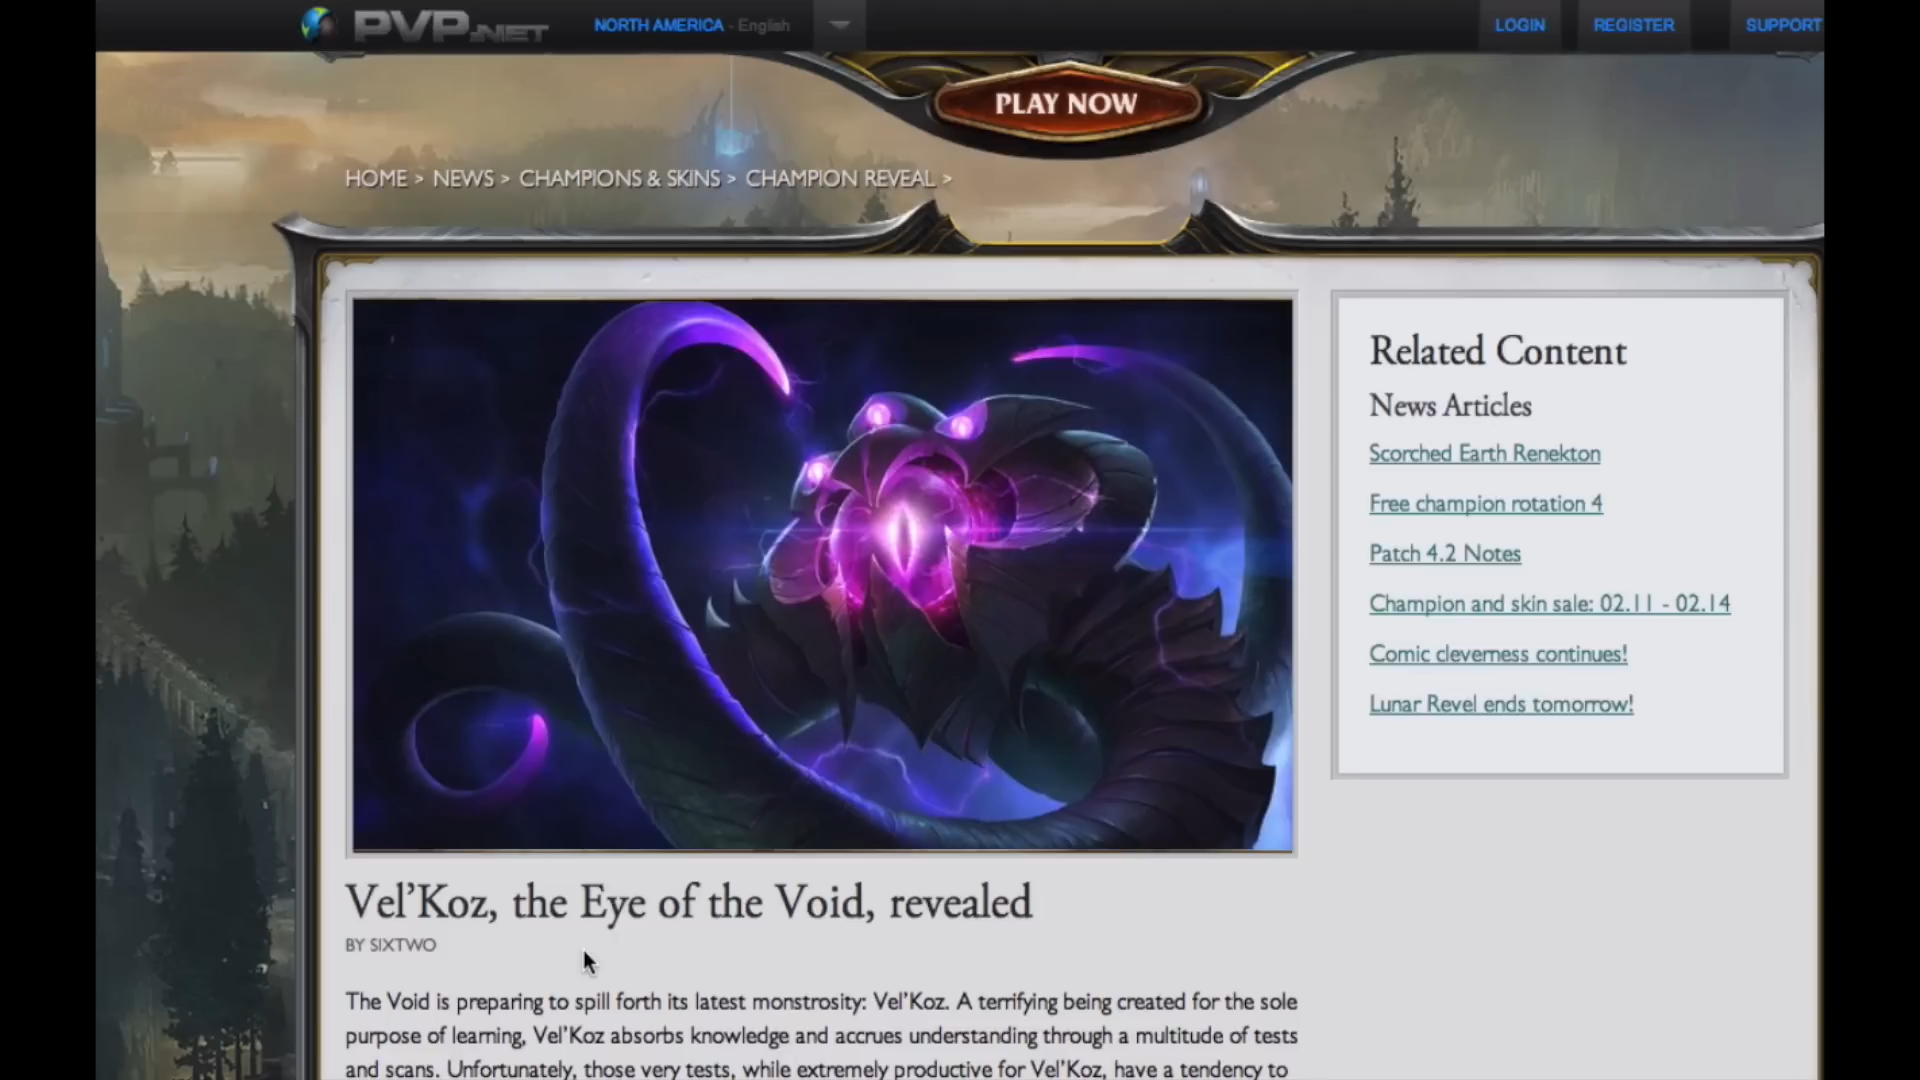 PVP.NET
NORTH AMERICA - English
LOGIN
REGISTER
SUPPORT
PLAY NOW
HOME > NEWS > CHAMPIONS & SKINS > CHAMPION REVEAL >
Related Content
News Articles
Scorched Earth Renekton
Free champion rotation 4
Patch 4.2 Notes
Champion and skin sale: 02.11 - 02.14
Comic cleverness continues!
Lunar Revel ends tomorrow!
Vel'Koz, the Eye of the Void, revealed
BY SIXTWO
The Void is preparing to spill forth its latest monstrosity: Vel'Koz. A terrifying being created for the sole
purpose of learning, Vel'Koz absorbs knowledge and accrues understanding through a multitude of tests
and scans. Unfortunately, those very tests, while extremely productive for Vel'Koz, have a tendency to